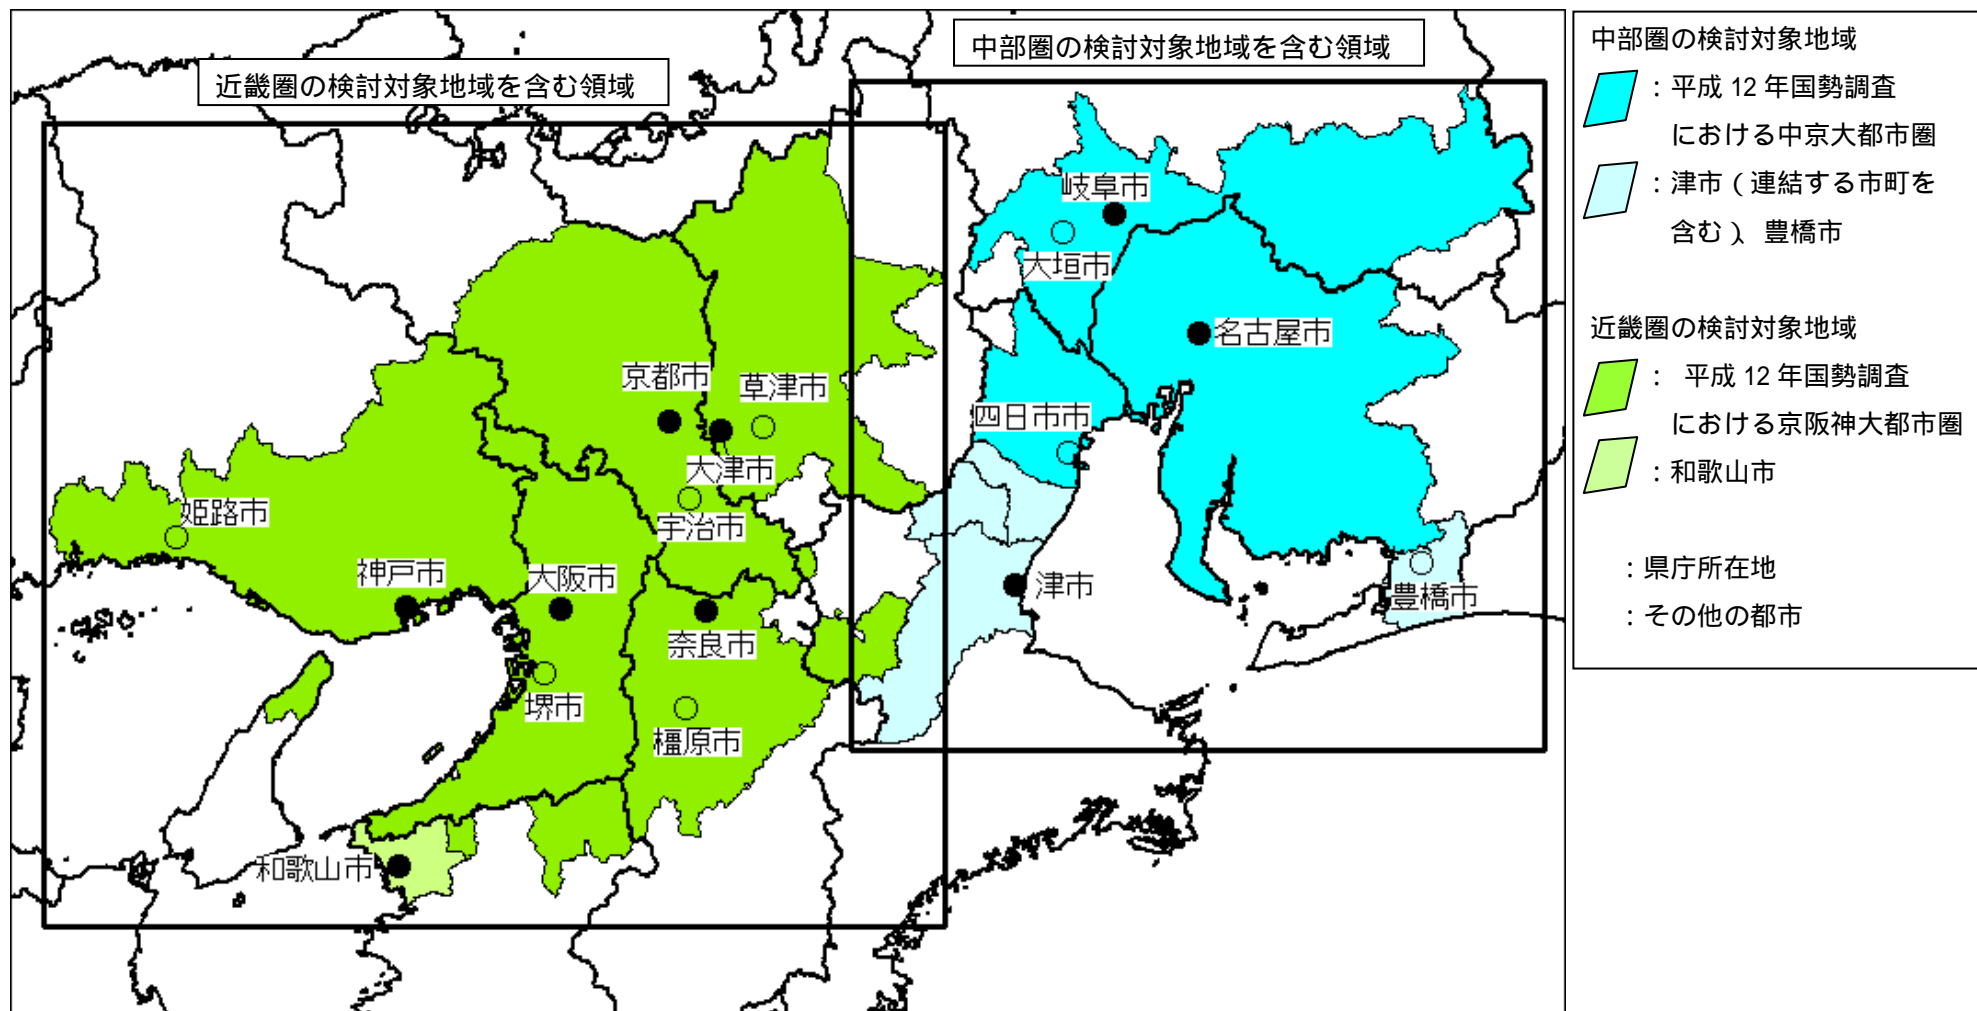 中部圏の検討対象地域を含む領域
近畿圏の検討対象地域を含む領域
岐阜市
大垣市
名古屋市
京都市
草津市
四日市市
大津市
姫路市
宇治市
神戸市
大阪市
津市
豊橋市
奈良市
堺市
橿原市
和歌山市
中部圏の検討対象地域
：平成 12 年国勢調査
における中京大都市圏
：津市（連結する市町を
含む）、豊橋市
近畿圏の検討対象地域
： 平成 12 年国勢調査
における京阪神大都市圏
：和歌山市
：県庁所在地
：その他の都市